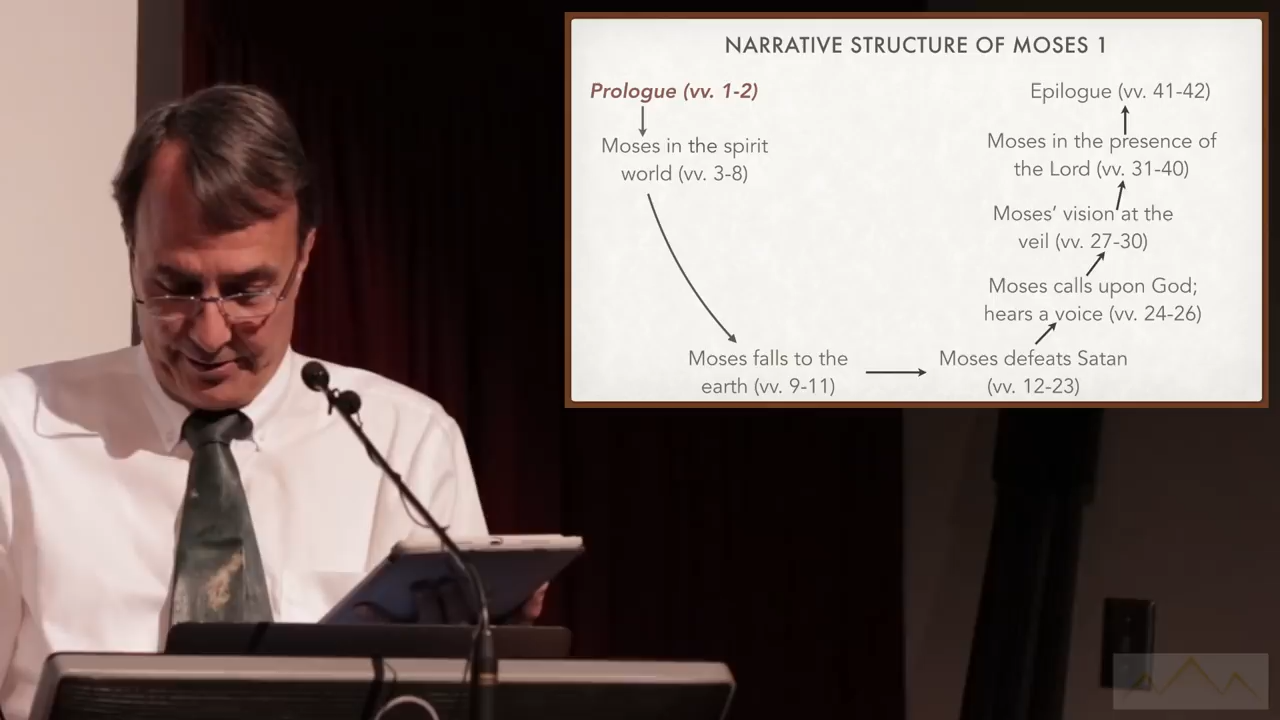 NARRATIVE STRUCTURE OF MOSES 1
Prologue (vv. 1-2)
Moses in the spirit
world (vv. 3-8)
Moses falls to the
earth (vv. 9-11)
Moses defeats Satan
(vv. 12-23)
Moses calls upon God;
hears a voice (vv. 24-26)
Moses’ vision at the
veil (vv. 27-30)
Moses in the presence of
the Lord (vv. 31-40)
Epilogue (vv. 41-42)